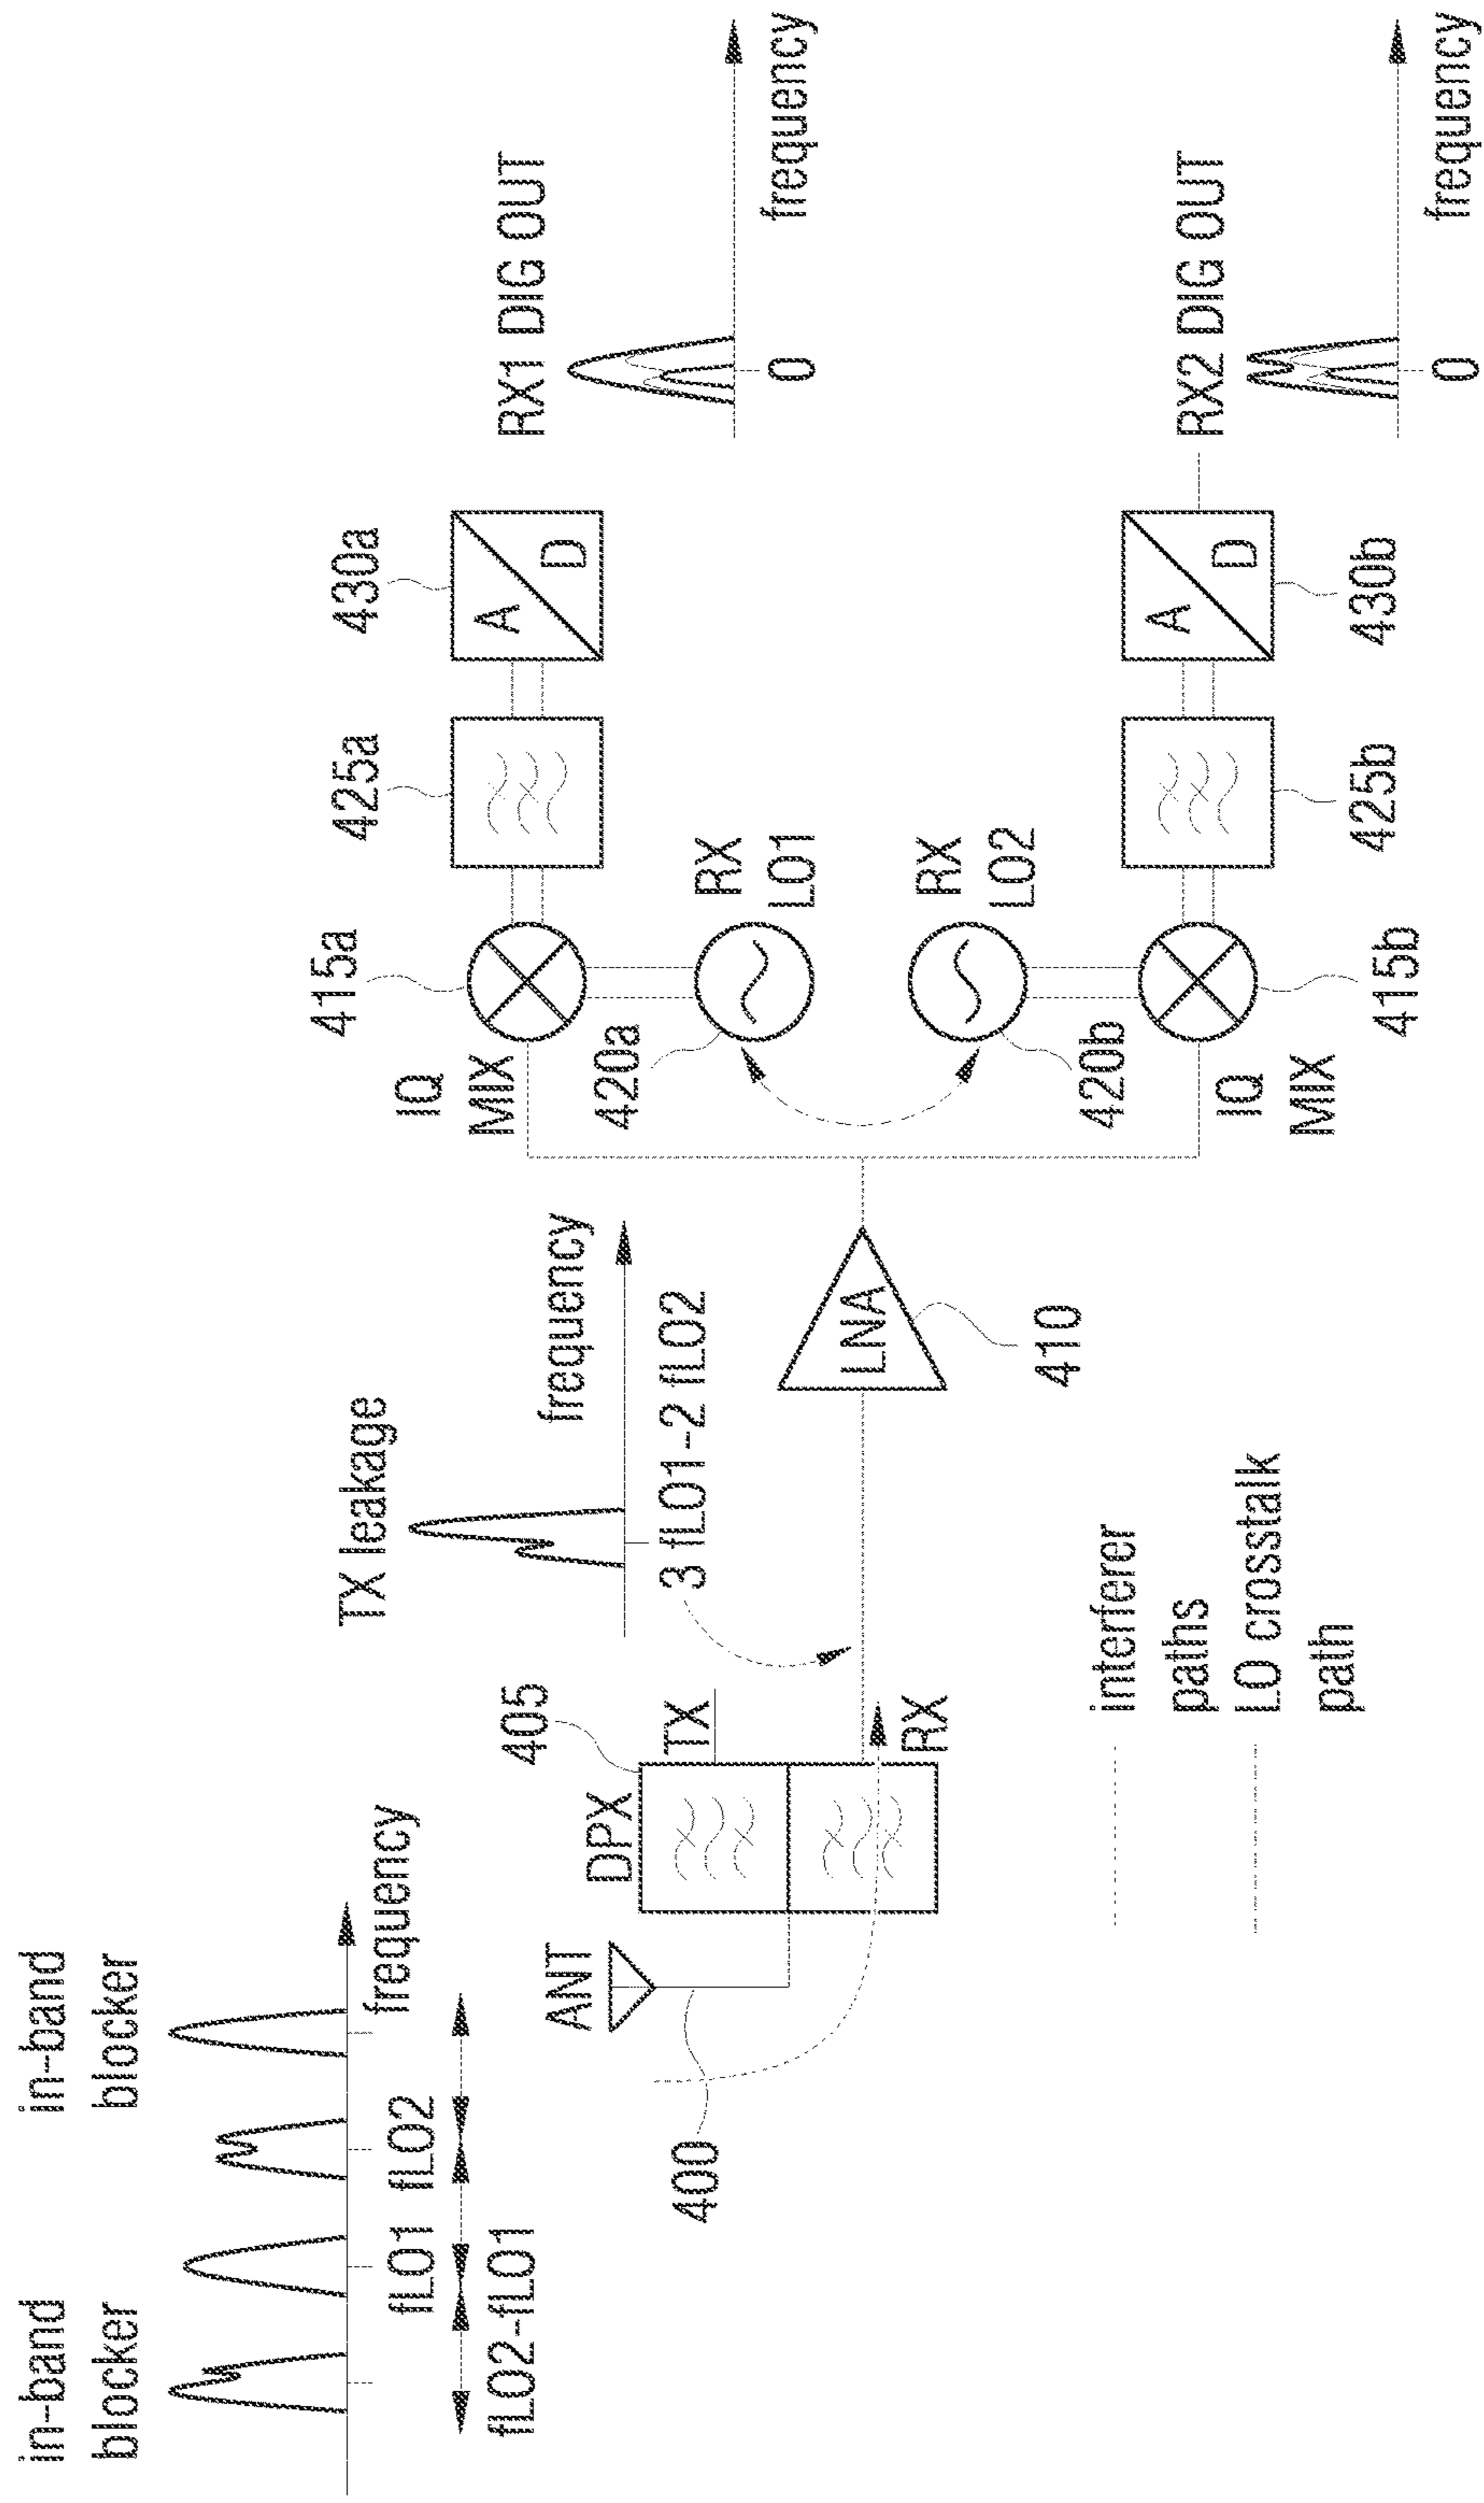 in-band
blocker
in-band
blocker
frequency
fLO1
fLO2
fLO2-fLO1
TX leakage
frequency
3 fLO1-2 fLO2
400
ANT
DPX
405
TX
RX
LNA
410
IQ
MIX
415a
420a
RX
LO1
425a
430a
A
D
RX1 DIG OUT
0
frequency
420b
RX
LO2
IQ
MIX
415b
425b
430b
A
D
RX2 DIG OUT
0
frequency
interferer
paths
LO crosstalk
path